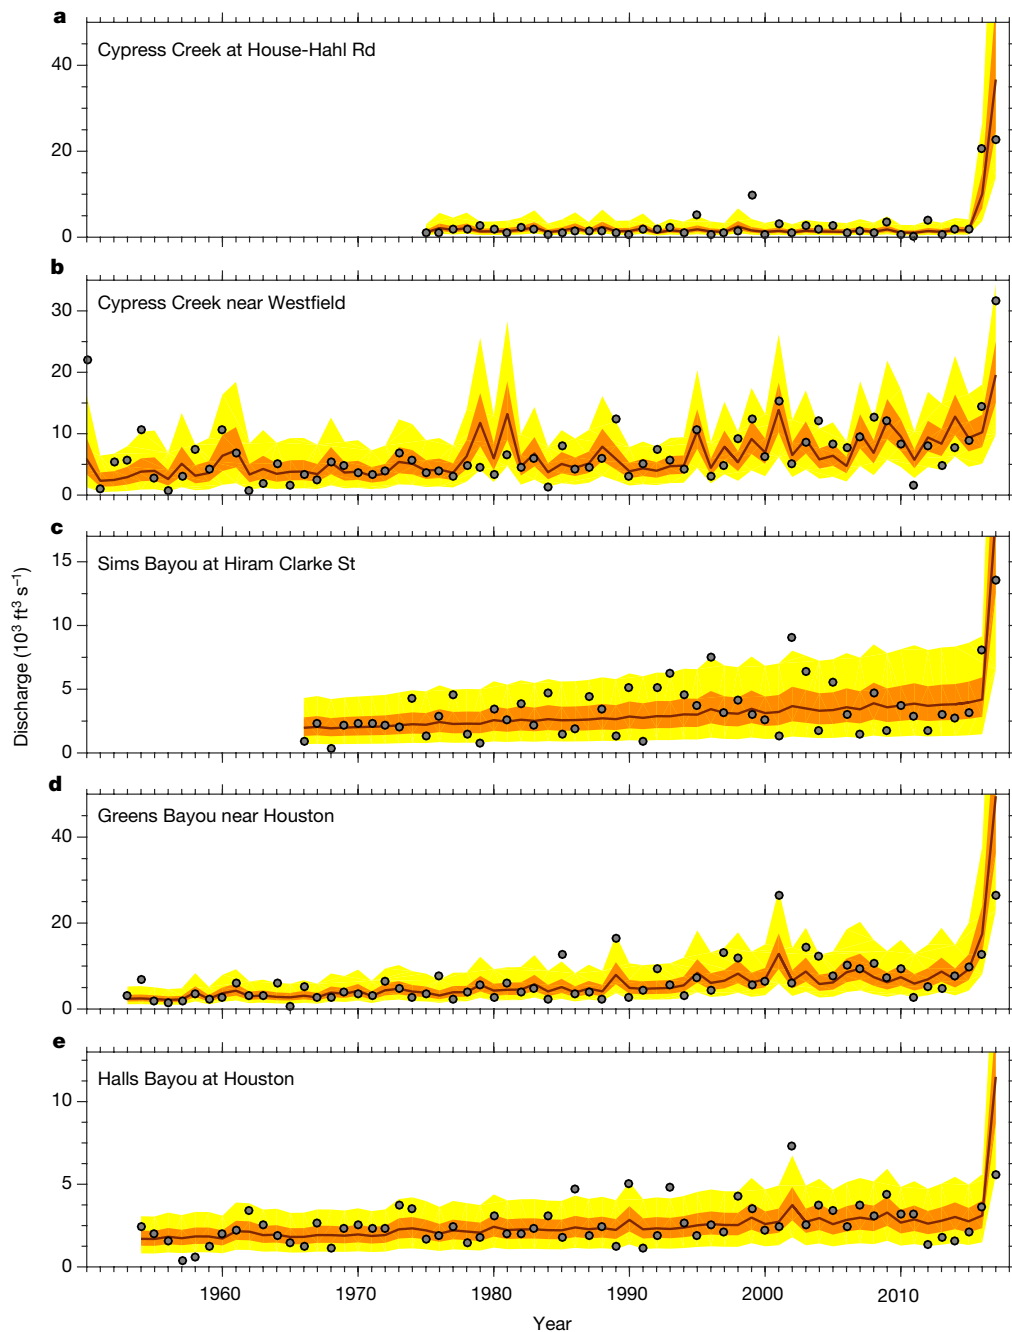 a
Cypress Creek at House-Hahl Rd
40
20
0
b
Cypress Creek near Westfield
30
20
10
0
c
Sims Bayou at Hiram Clarke St
15
10
5
0
Discharge (10³ ft³ s⁻¹)
d
Greens Bayou near Houston
40
20
0
e
Halls Bayou at Houston
10
5
0
1960 1970 1980 1990 2000 2010
Year